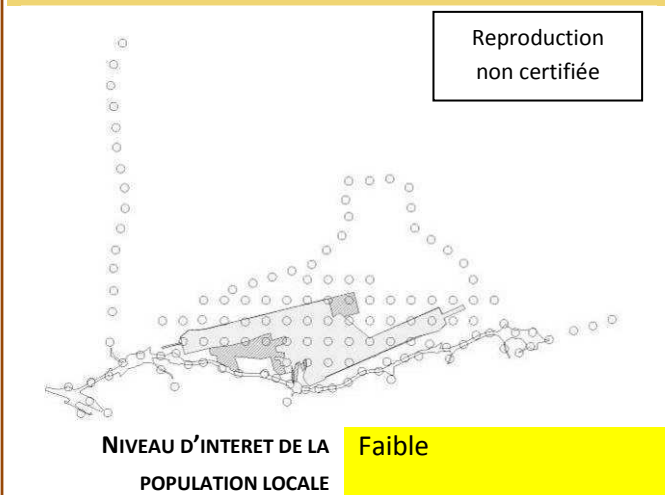 Reproduction
non certifiée
NIVEAU D'INTERET DE LA
POPULATION LOCALE
Faible